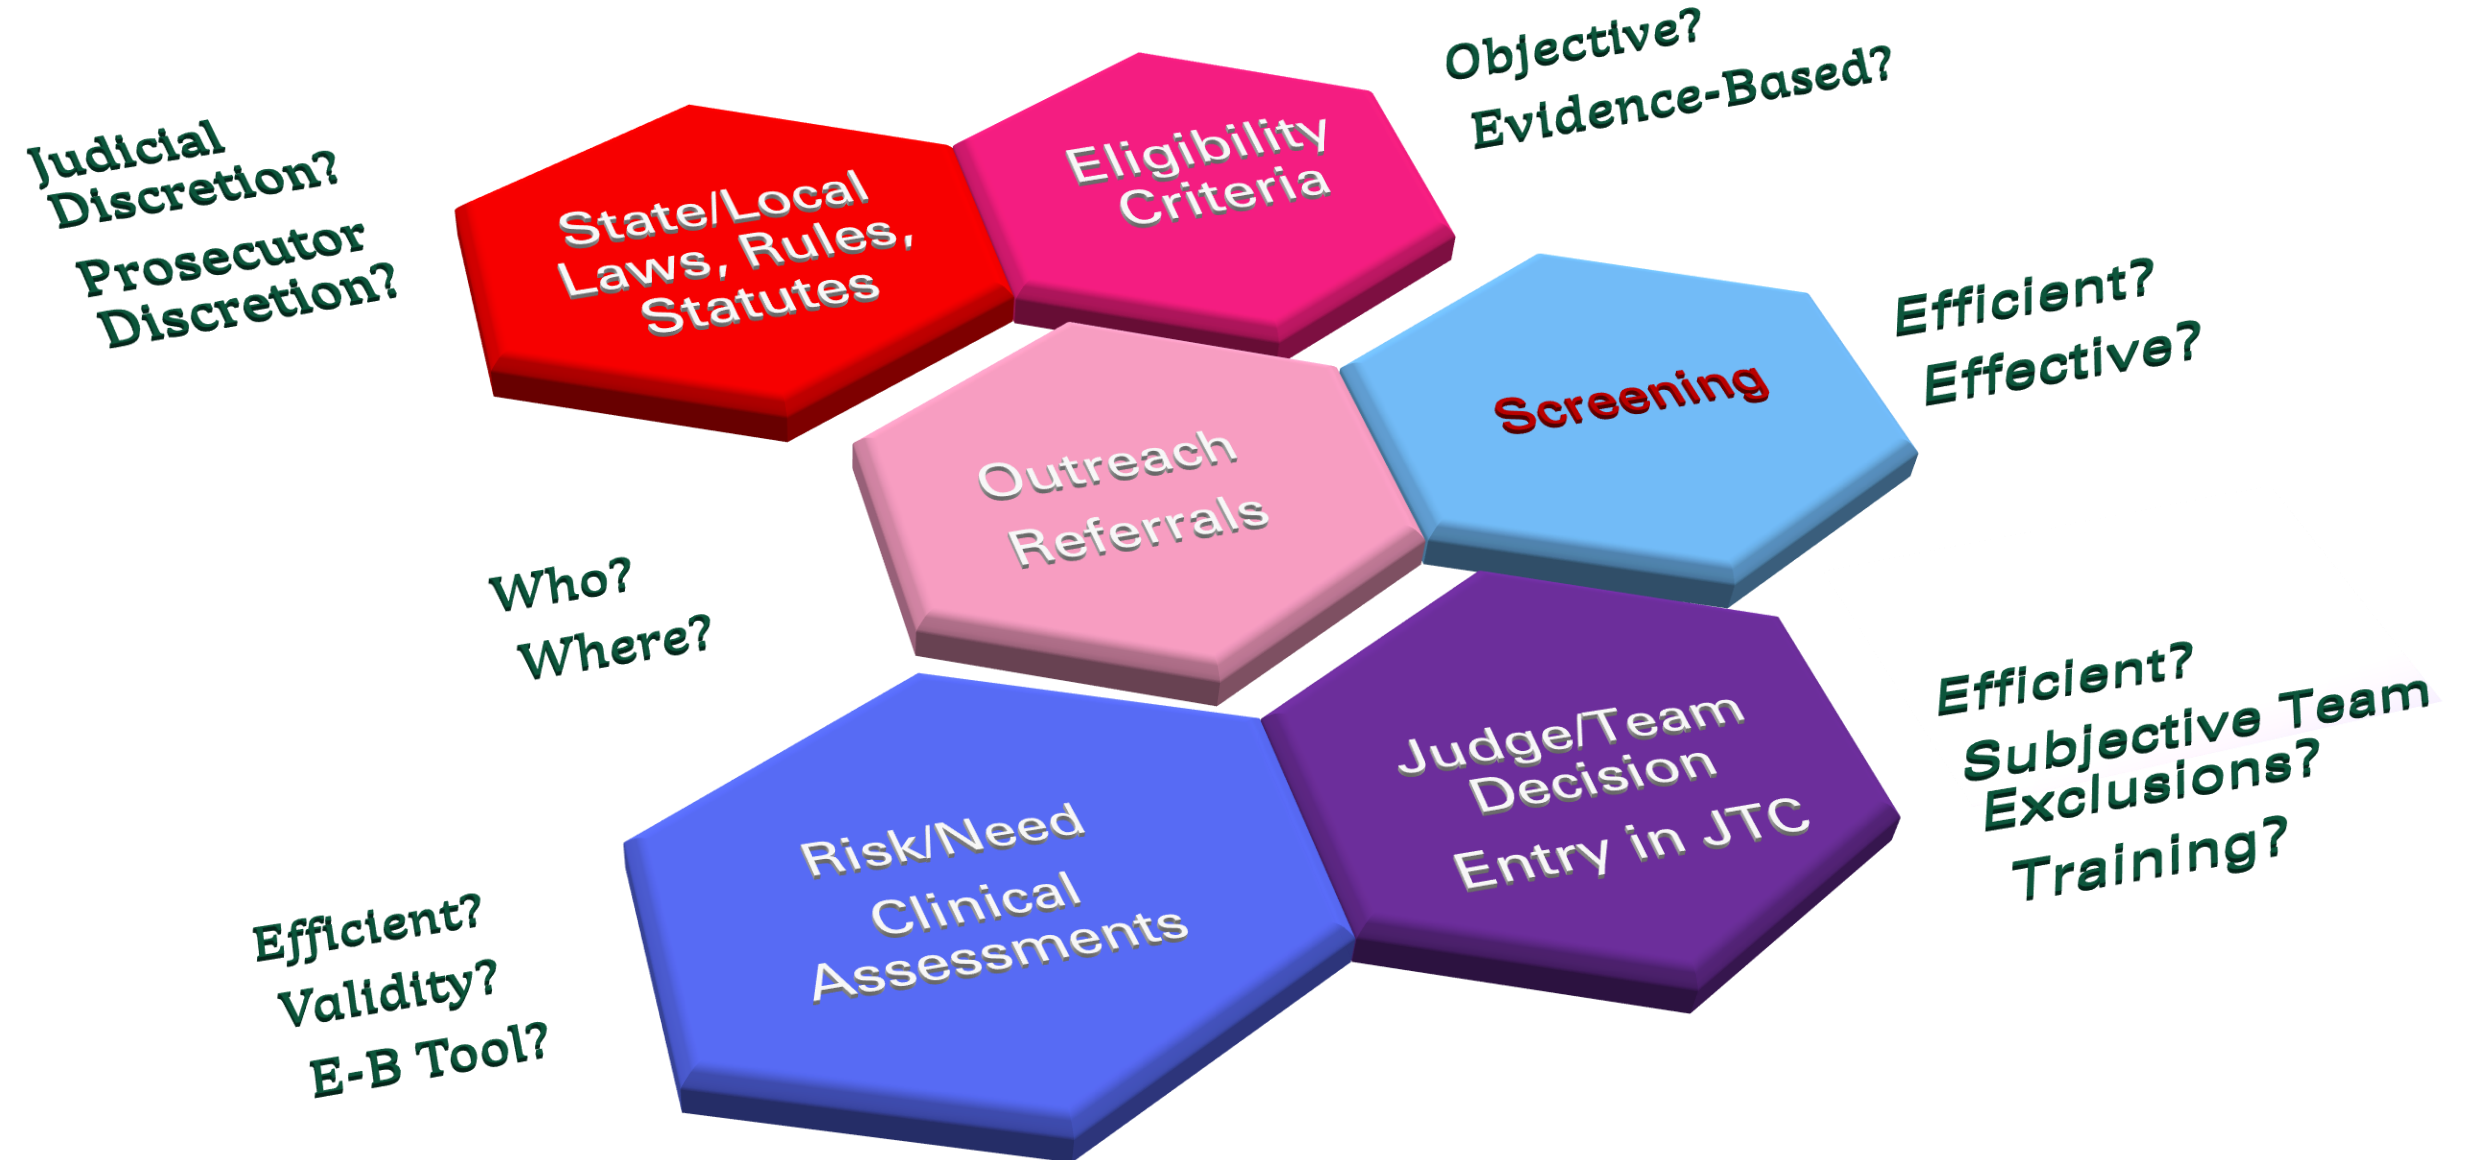 Judicial
Discretion?
Prosecutor
Discretion?
State/Local
Laws, Rules,
Statutes
Eligibility
Criteria
Objective?
Evidence-Based?
Who?
Where?
Outreach
Referrals
Screening
Efficient?
Effective?
Efficient?
Validity?
E-B Tool?
Risk/Need
Clinical
Assessments
Judge/Team
Decision
Entry in JTC
Efficient?
Subjective Team
Exclusions?
Training?